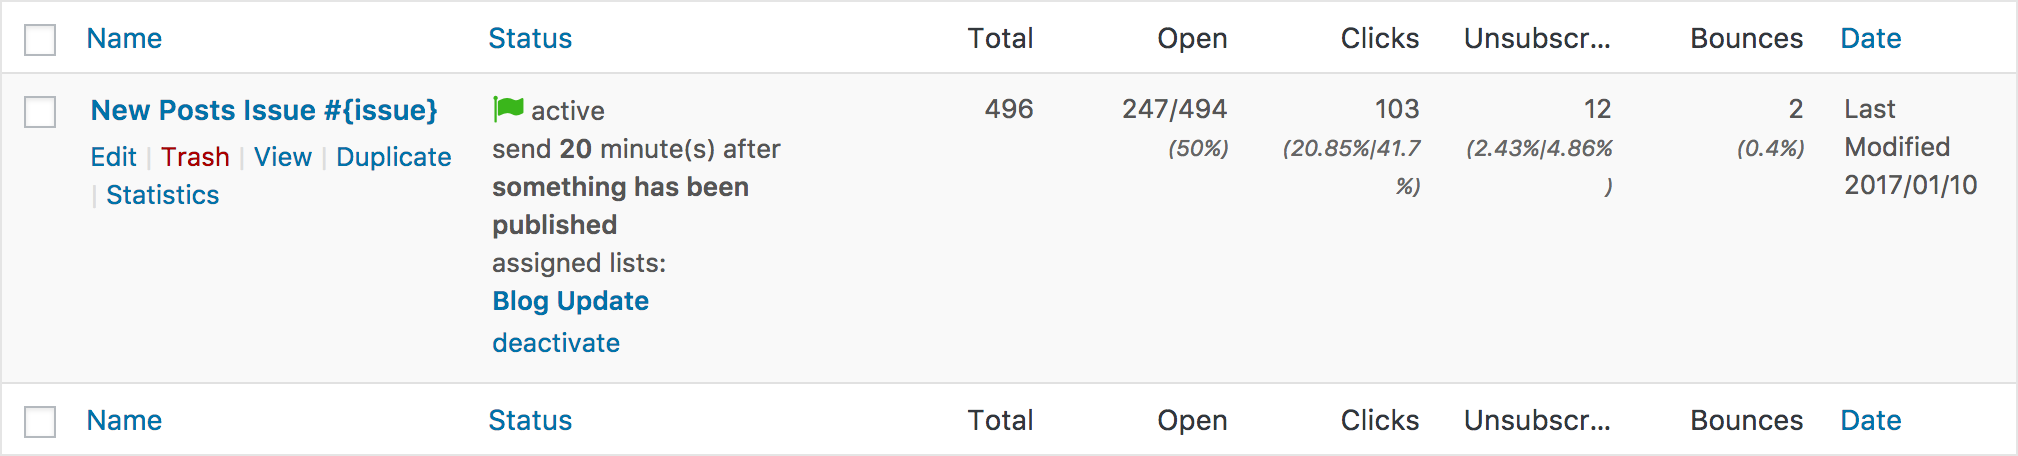 Name Status Total Open Clicks Unsubscr... Bounces Date
New Posts Issue #{issue}
Edit | Trash | View | Duplicate
| Statistics
active
send 20 minute(s) after
something has been
published
assigned lists:
Blog Update
deactivate
496
247/494
(50%)
103
(20.85%|41.7
%)
12
(2.43%|4.86%
)
2
(0.4%)
Last
Modified
2017/01/10
Name Status Total Open Clicks Unsubscr... Bounces Date